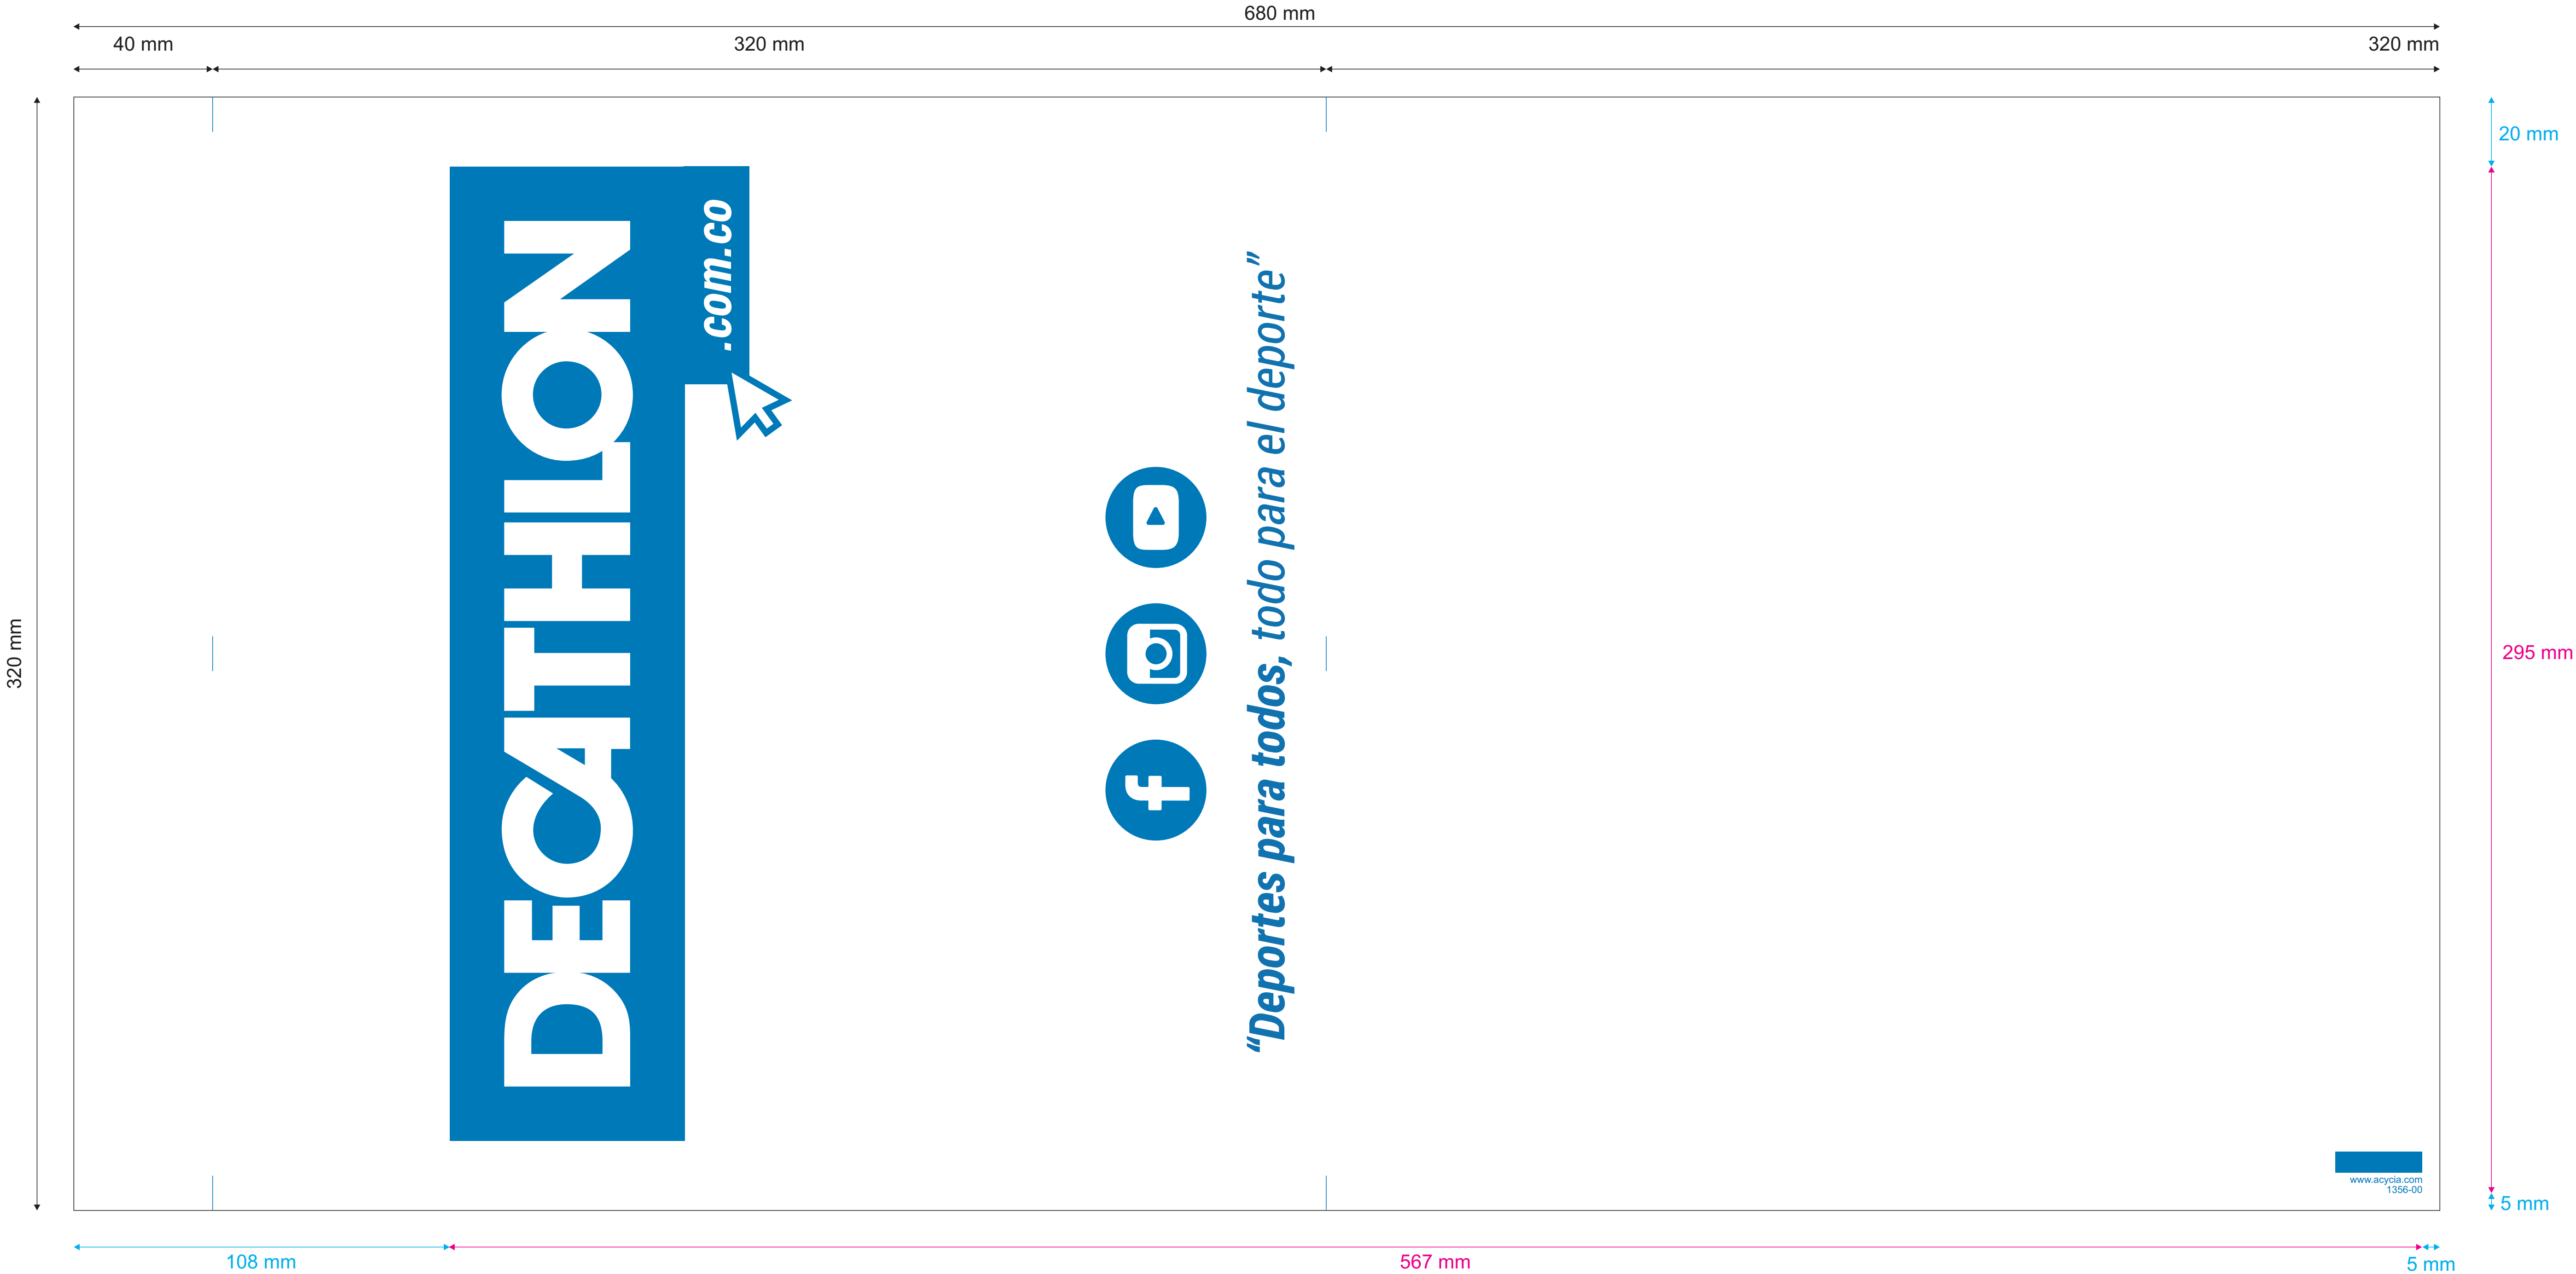 680 mm
40 mm
320 mm
320 mm
320 mm
DECATHLON
.com.co
“Deportes para todos, todo para el deporte”
20 mm
295 mm
5 mm
www.acycia.com
1356-00
108 mm
567 mm
5 mm